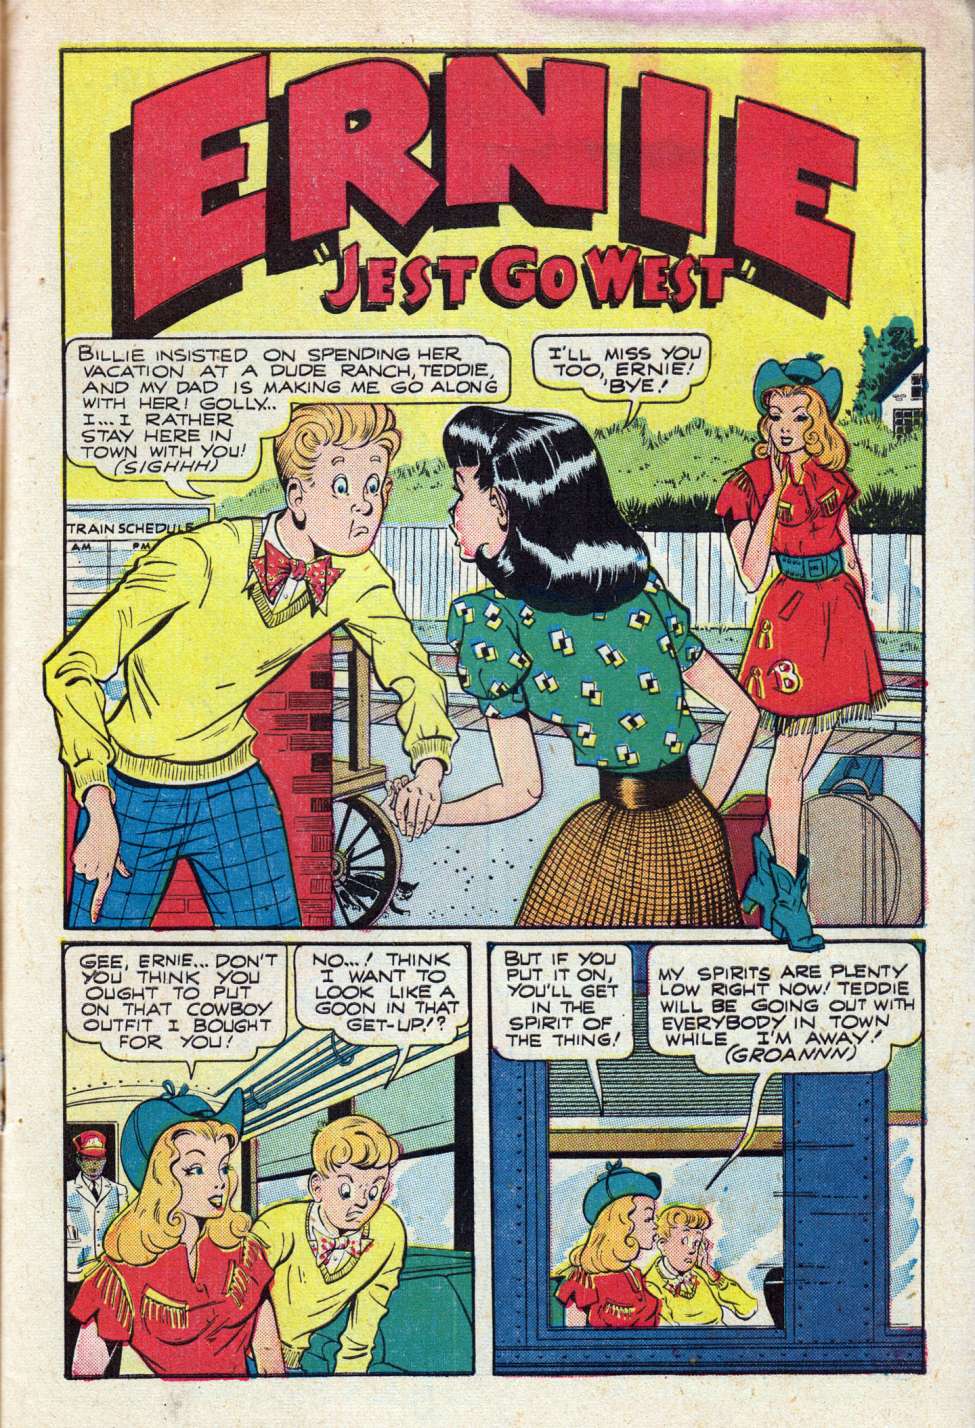 ERNIE
"JEST GO WEST"
BILLIE INSISTED ON SPENDING HER
VACATION AT A DUDE RANCH, TEDDIE,
AND MY DAD IS MAKING ME GO ALONG
WITH HER! GOLLY...
I...I RATHER
STAY HERE IN
TOWN WITH YOU!
(SIGHHH)
I'LL MISS YOU
TOO, ERNIE!
'BYE!
TRAIN SCHEDULE
AM PM
B
GEE, ERNIE... DON'T
YOU THINK YOU
OUGHT TO PUT
ON THAT COWBOY
OUTFIT I BOUGHT
FOR YOU!
NO...! THINK
I WANT TO
LOOK LIKE A
GOON IN THAT
GET-UP!?
BUT IF YOU
PUT IT ON,
YOU'LL GET
IN THE
SPIRIT OF
THE THING!
MY SPIRITS ARE PLENTY
LOW RIGHT NOW! TEDDIE
WILL BE GOING OUT WITH
EVERYBODY IN TOWN
WHILE I'M AWAY!
(GROANNN)